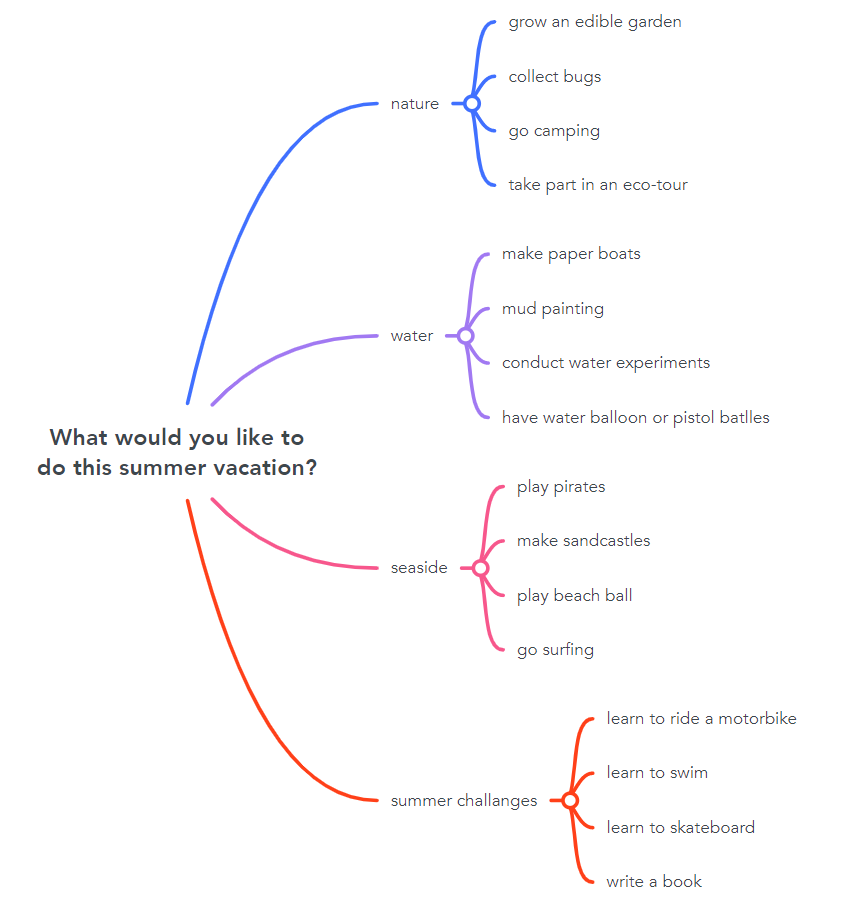 What would you like to
do this summer vacation?
nature
grow an edible garden
collect bugs
go camping
take part in an eco-tour
water
make paper boats
mud painting
conduct water experiments
have water balloon or pistol batlles
seaside
play pirates
make sandcastles
play beach ball
go surfing
summer challanges
learn to ride a motorbike
learn to swim
learn to skateboard
write a book